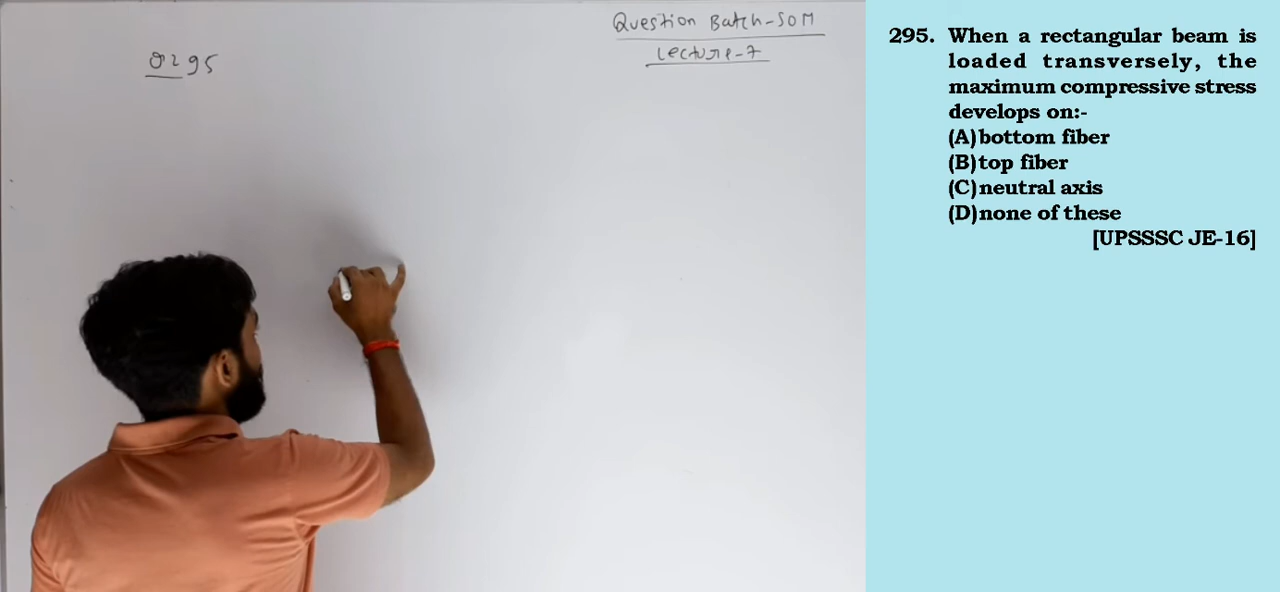 Question Batch-SOM
Lecture-7
295
295. When a rectangular beam is
loaded transversely, the
maximum compressive stress
develops on:-
(A)bottom fiber
(B)top fiber
(C)neutral axis
(D)none of these
[UPSSSC JE-16]